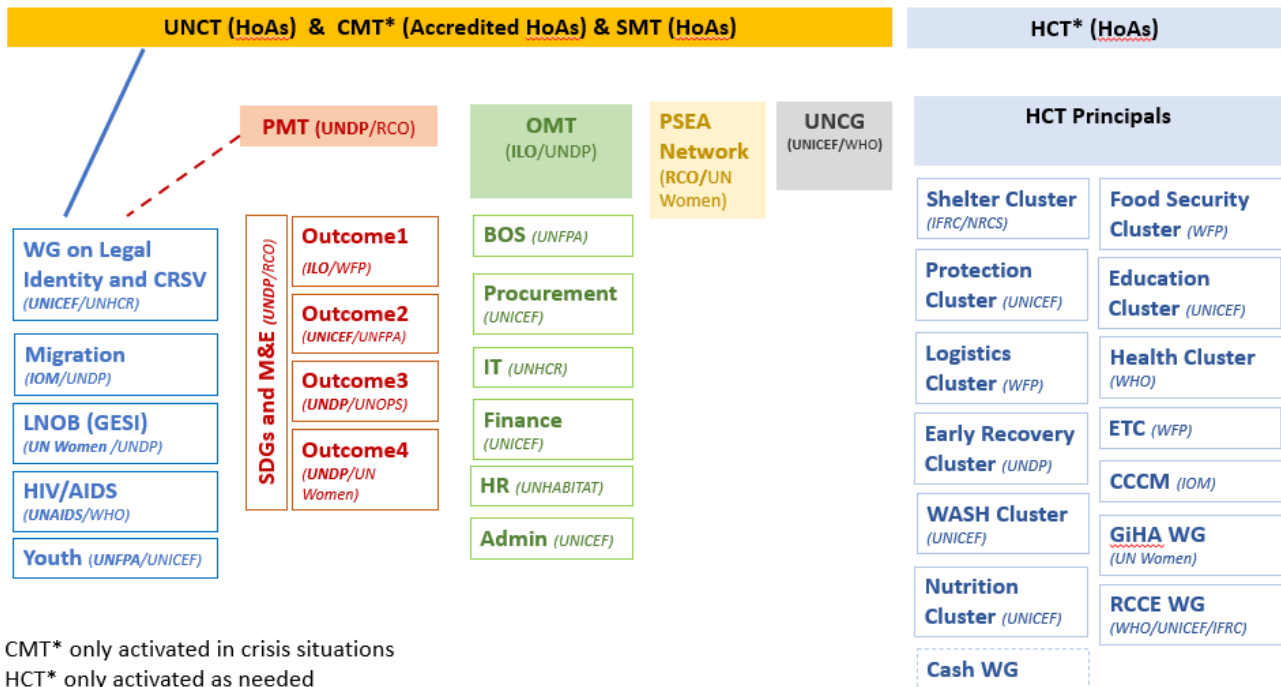 UNCT (HoAs)  & CMT* (Accredited HoAs) & SMT (HoAs)
HCT* (HoAs)
PMT (UNDP/RCO)
OMT
(ILO/UNDP)
PSEA
Network
(RCO/UN
Women)
UNCG
(UNICEF/WHO)
HCT Principals
WG on Legal
Identity and CRSV
(UNICEF/UNHCR)
Migration
(IOM/UNDP)
LNOB (GESI)
(UN Women /UNDP)
HIV/AIDS
(UNAIDS/WHO)
Youth (UNFPA/UNICEF)
SDGs and M&E (UNDP/RCO)
Outcome1
(ILO/WFP)
Outcome2
(UNICEF/UNFPA)
Outcome3
(UNDP/UNOPS)
Outcome4
(UNDP/UN
Women)
BOS (UNFPA)
Procurement
(UNICEF)
IT (UNHCR)
Finance
(UNICEF)
HR (UNHABITAT)
Admin (UNICEF)
Shelter Cluster
(IFRC/NRCS)
Protection
Cluster (UNICEF)
Logistics
Cluster (WFP)
Early Recovery
Cluster (UNDP)
WASH Cluster
(UNICEF)
Nutrition
Cluster (UNICEF)
Cash WG
Food Security
Cluster (WFP)
Education
Cluster (UNICEF)
Health Cluster
(WHO)
ETC (WFP)
CCCM (IOM)
GiHA WG
(UN Women)
RCCE WG
(WHO/UNICEF/IFRC)
CMT* only activated in crisis situations
HCT* only activated as needed